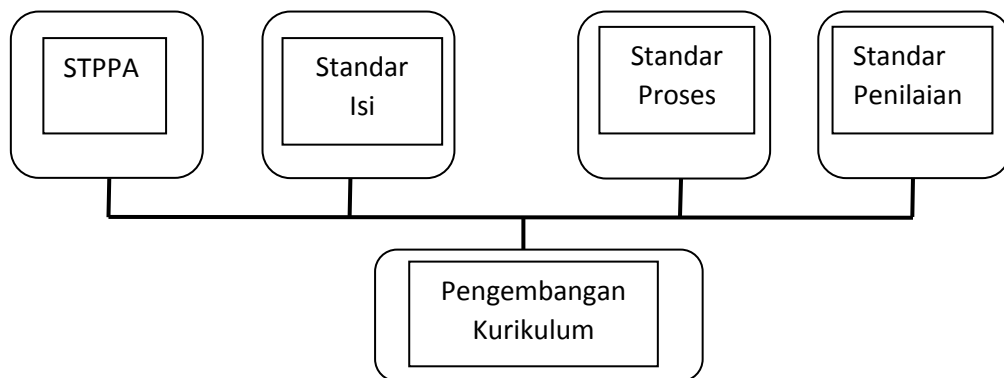 STPPA
Standar
Isi
Standar
Proses
Standar
Penilaian
Pengembangan
Kurikulum